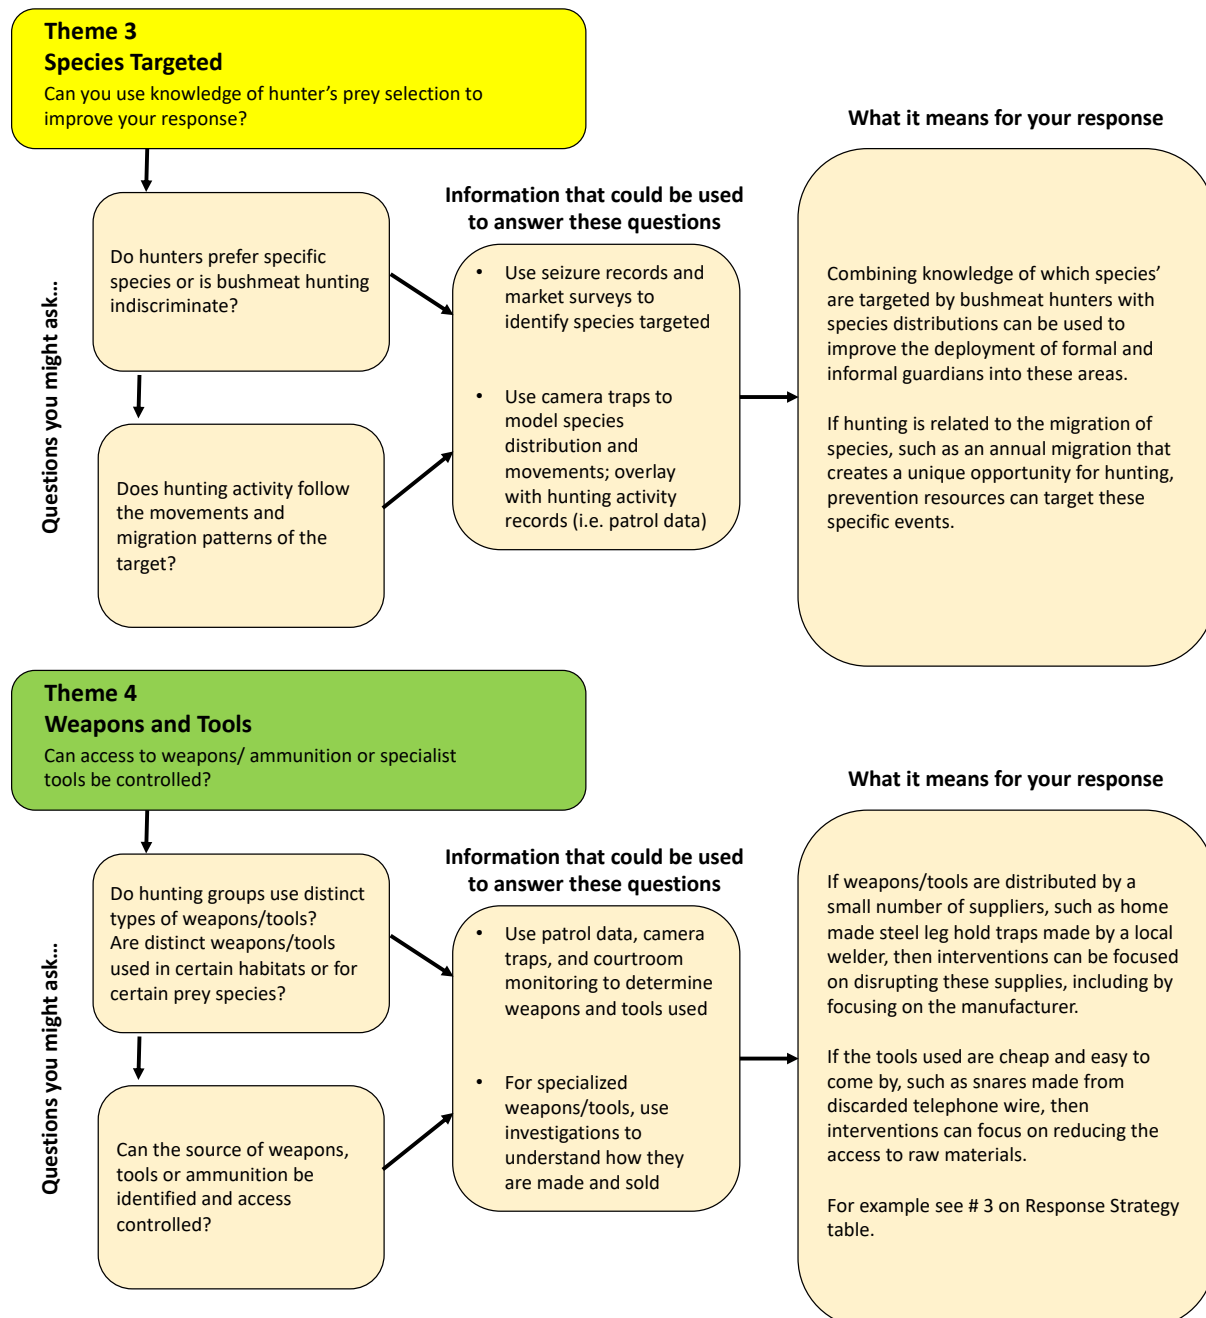 Theme 3
Species Targeted
Can you use knowledge of hunter's prey selection to
improve your response?
Questions you might ask...
Do hunters prefer specific
species or is bushmeat hunting
indiscriminate?
Does hunting activity follow
the movements and
migration patterns of the
target?
Information that could be used
to answer these questions
• Use seizure records and
market surveys to
identify species targeted
• Use camera traps to
model species
distribution and
movements; overlay
with hunting activity
records (i.e. patrol data)
What it means for your response
Combining knowledge of which species'
are targeted by bushmeat hunters with
species distributions can be used to
improve the deployment of formal and
informal guardians into these areas.
If hunting is related to the migration of
species, such as an annual migration that
creates a unique opportunity for hunting,
prevention resources can target these
specific events.
Theme 4
Weapons and Tools
Can access to weapons/ ammunition or specialist
tools be controlled?
Questions you might ask...
Do hunting groups use distinct
types of weapons/tools?
Are distinct weapons/tools
used in certain habitats or for
certain prey species?
Can the source of weapons,
tools or ammunition be
identified and access
controlled?
Information that could be used
to answer these questions
• Use patrol data, camera
traps, and courtroom
monitoring to determine
weapons and tools used
• For specialized
weapons/tools, use
investigations to
understand how they
are made and sold
What it means for your response
If weapons/tools are distributed by a
small number of suppliers, such as home
made steel leg hold traps made by a local
welder, then interventions can be focused
on disrupting these supplies, including by
focusing on the manufacturer.
If the tools used are cheap and easy to
come by, such as snares made from
discarded telephone wire, then
interventions can focus on reducing the
access to raw materials.
For example see # 3 on Response Strategy
table.